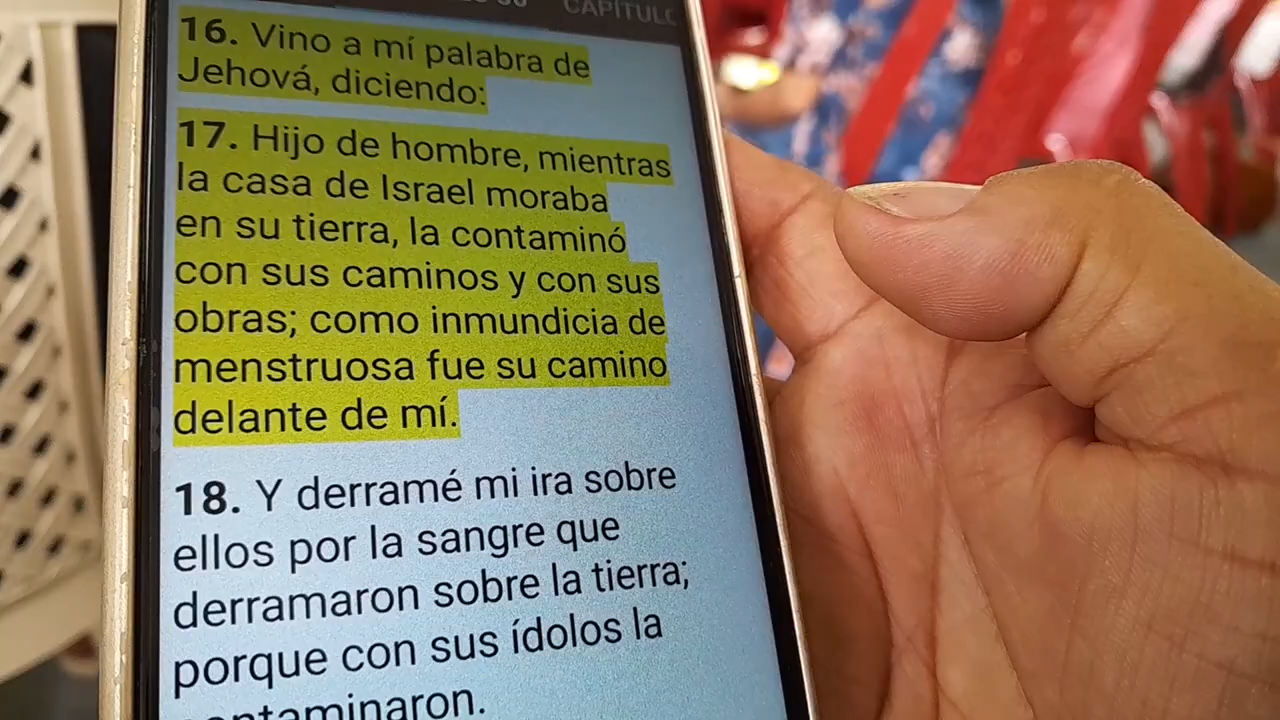 CAPÍTULO
16. Vino a mí palabra de
Jehová, diciendo:
17. Hijo de hombre, mientras
la casa de Israel moraba
en su tierra, la contaminó
con sus caminos y con sus
obras; como inmundicia de
menstruosa fue su camino
delante de mí.
18. Y derramé mi ira sobre
ellos por la sangre que
derramaron sobre la tierra;
porque con sus ídolos la
contaminaron.